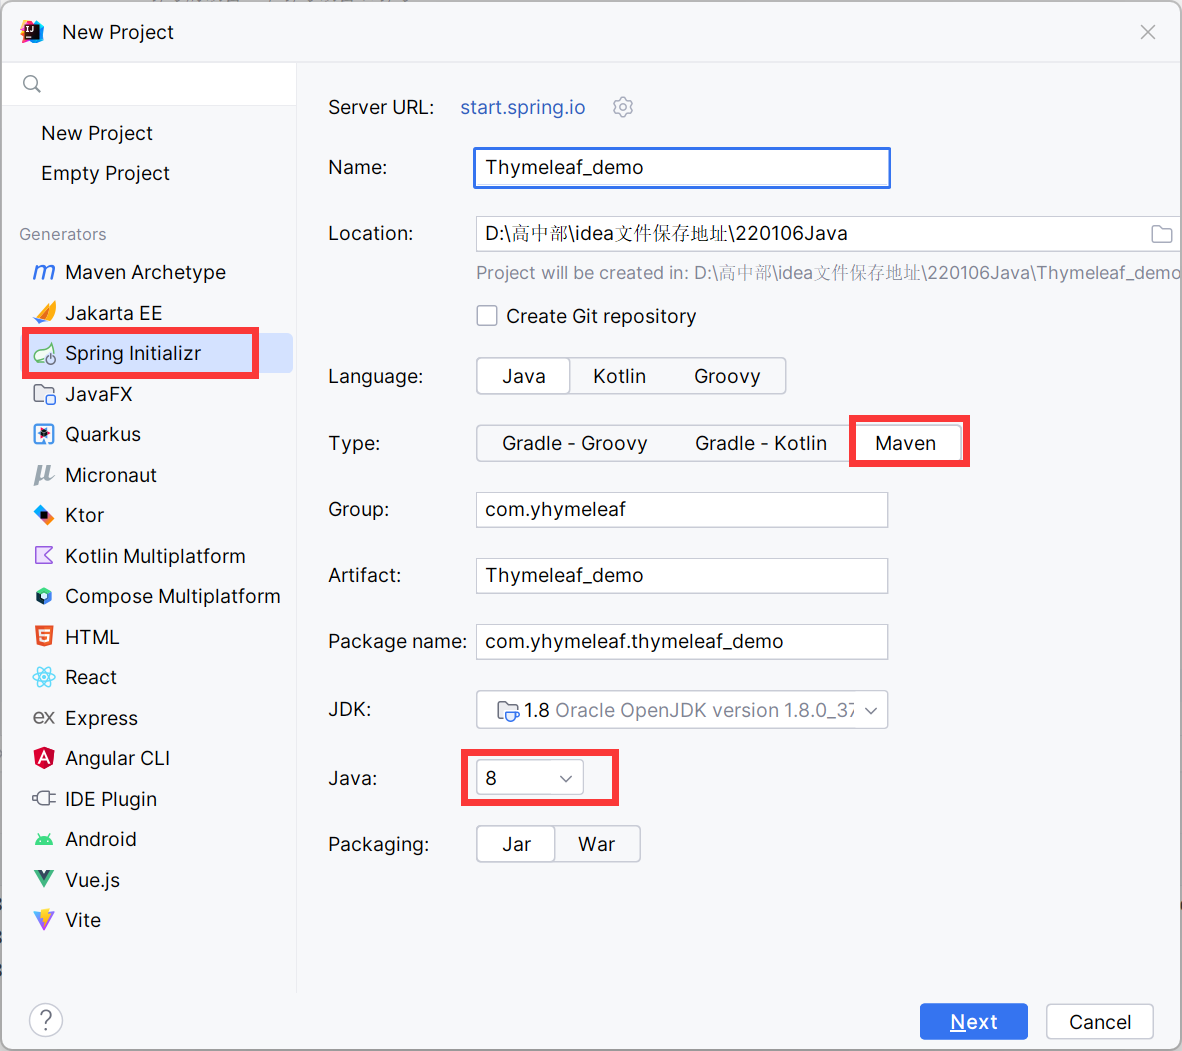 New Project
New Project
Empty Project
Generators
Maven Archetype
Jakarta EE
Spring Initializr
JavaFX
Quarkus
Micronaut
Ktor
Kotlin Multiplatform
Compose Multiplatform
HTML
React
ex Express
Angular CLI
IDE Plugin
Android
Vue.js
Vite
Server URL: start.spring.io
Name: Thymeleaf_demo
Location: D:\高中部\idea文件保存地址\220106Java
Project will be created in: D:\高中部\idea文件保存地址\220106Java\Thymeleaf_demo
Create Git repository
Language: Java Kotlin Groovy
Type: Gradle - Groovy Gradle - Kotlin Maven
Group: com.yhymeleaf
Artifact: Thymeleaf_demo
Package name: com.yhymeleaf.thymeleaf_demo
JDK: 1.8 Oracle OpenJDK version 1.8.0_37
Java: 8
Packaging: Jar War
? Next Cancel